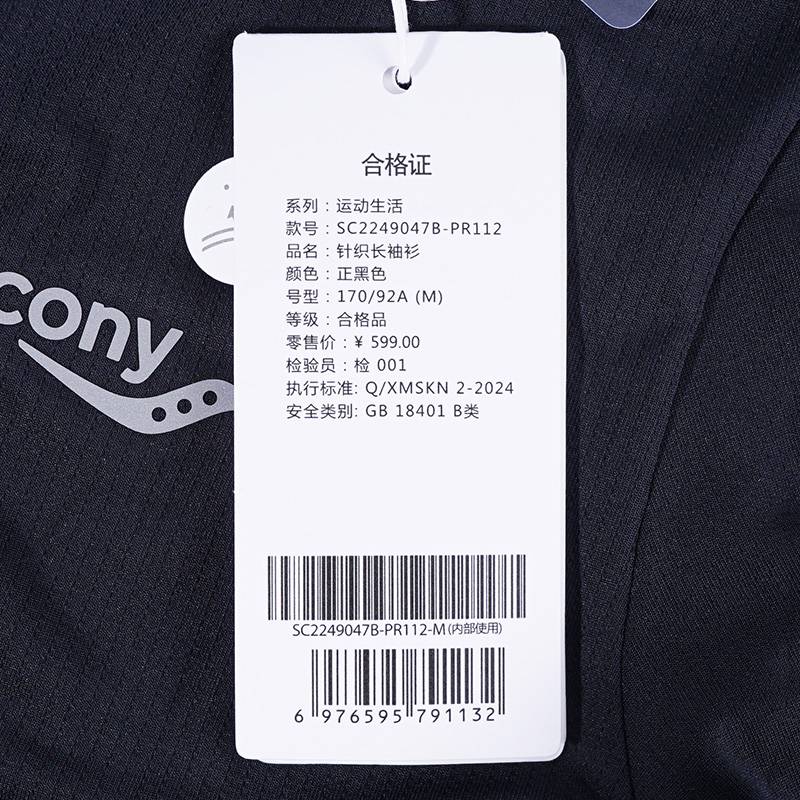 合格证
系列：运动生活
款号：SC2249047B-PR112
品名：针织长袖衫
颜色：正黑色
号型：170/92A (M)
等级：合格品
零售价：¥ 599.00
检验员：检 001
执行标准: Q/XMSKN 2-2024
安全类别: GB 18401 B类
cony
SC2249047B-PR112-M(内部使用)
6 976595 791132